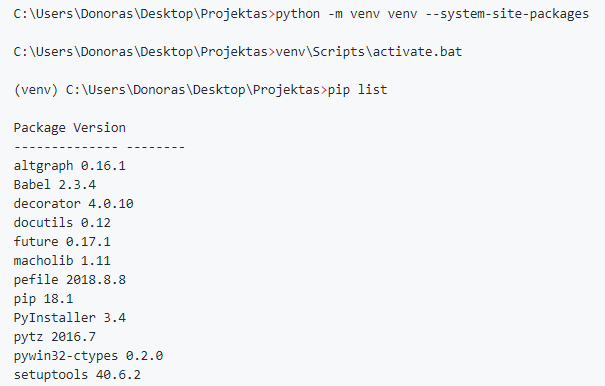 C:\Users\Donoras\Desktop\Projektas>python -m venv venv --system-site-packages
C:\Users\Donoras\Desktop\Projektas>venv\Scripts\activate.bat
(venv) C:\Users\Donoras\Desktop\Projektas>pip list
Package Version
-------------- --------
altgraph 0.16.1
Babel 2.3.4
decorator 4.0.10
docutils 0.12
future 0.17.1
macholib 1.11
pefile 2018.8.8
pip 18.1
PyInstaller 3.4
pytz 2016.7
pywin32-ctypes 0.2.0
setuptools 40.6.2